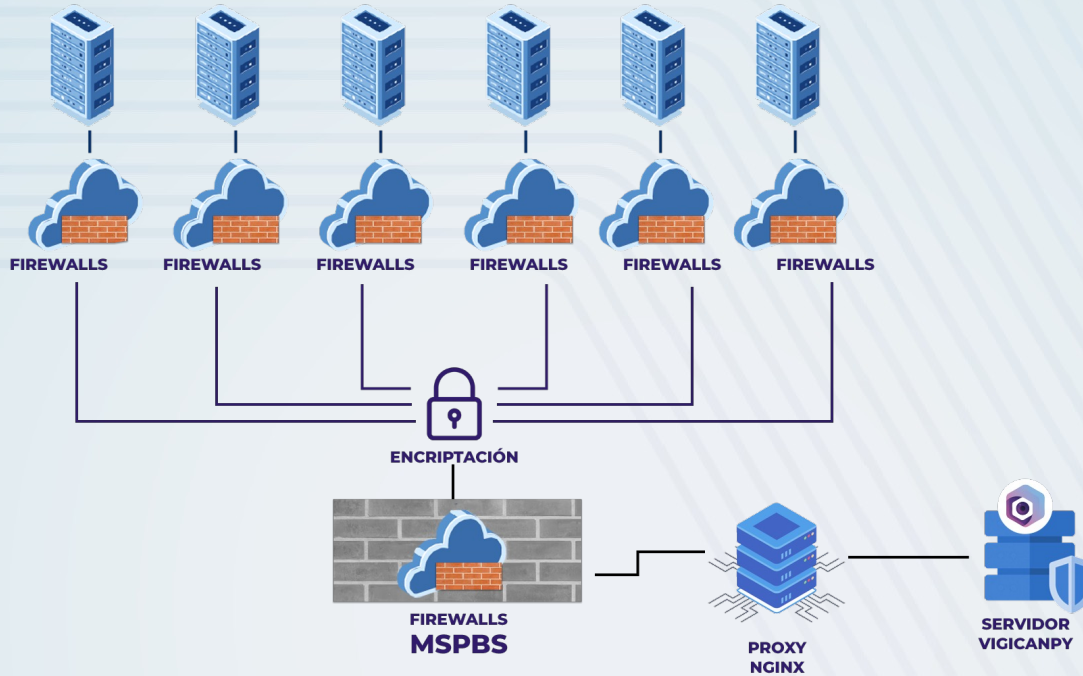 FIREWALLS
FIREWALLS
FIREWALLS
FIREWALLS
FIREWALLS
FIREWALLS
ENCRIPTACIÓN
FIREWALLS
MSPBS
PROXY
NGINX
SERVIDOR
VIGICANPY